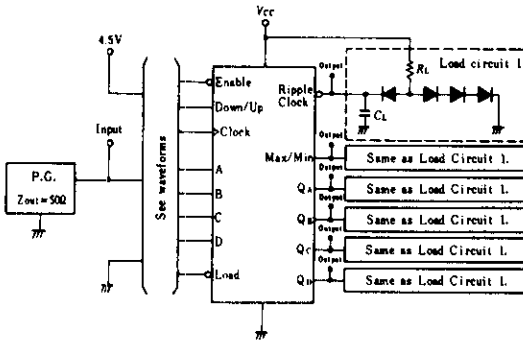 Vcc
4.5V
Output
Load circuit 1.
RL
Enable
Ripple
Clock
Down/Up
CL
Input
Clock
Max/Min
Output
Same as Load Circuit 1.
P.G.
Zout=50Ω
See waveforms
A
QA
Output
Same as Load Circuit 1.
B
QB
Output
Same as Load Circuit 1.
C
QC
Output
Same as Load Circuit 1.
D
QD
Output
Same as Load Circuit 1.
Load